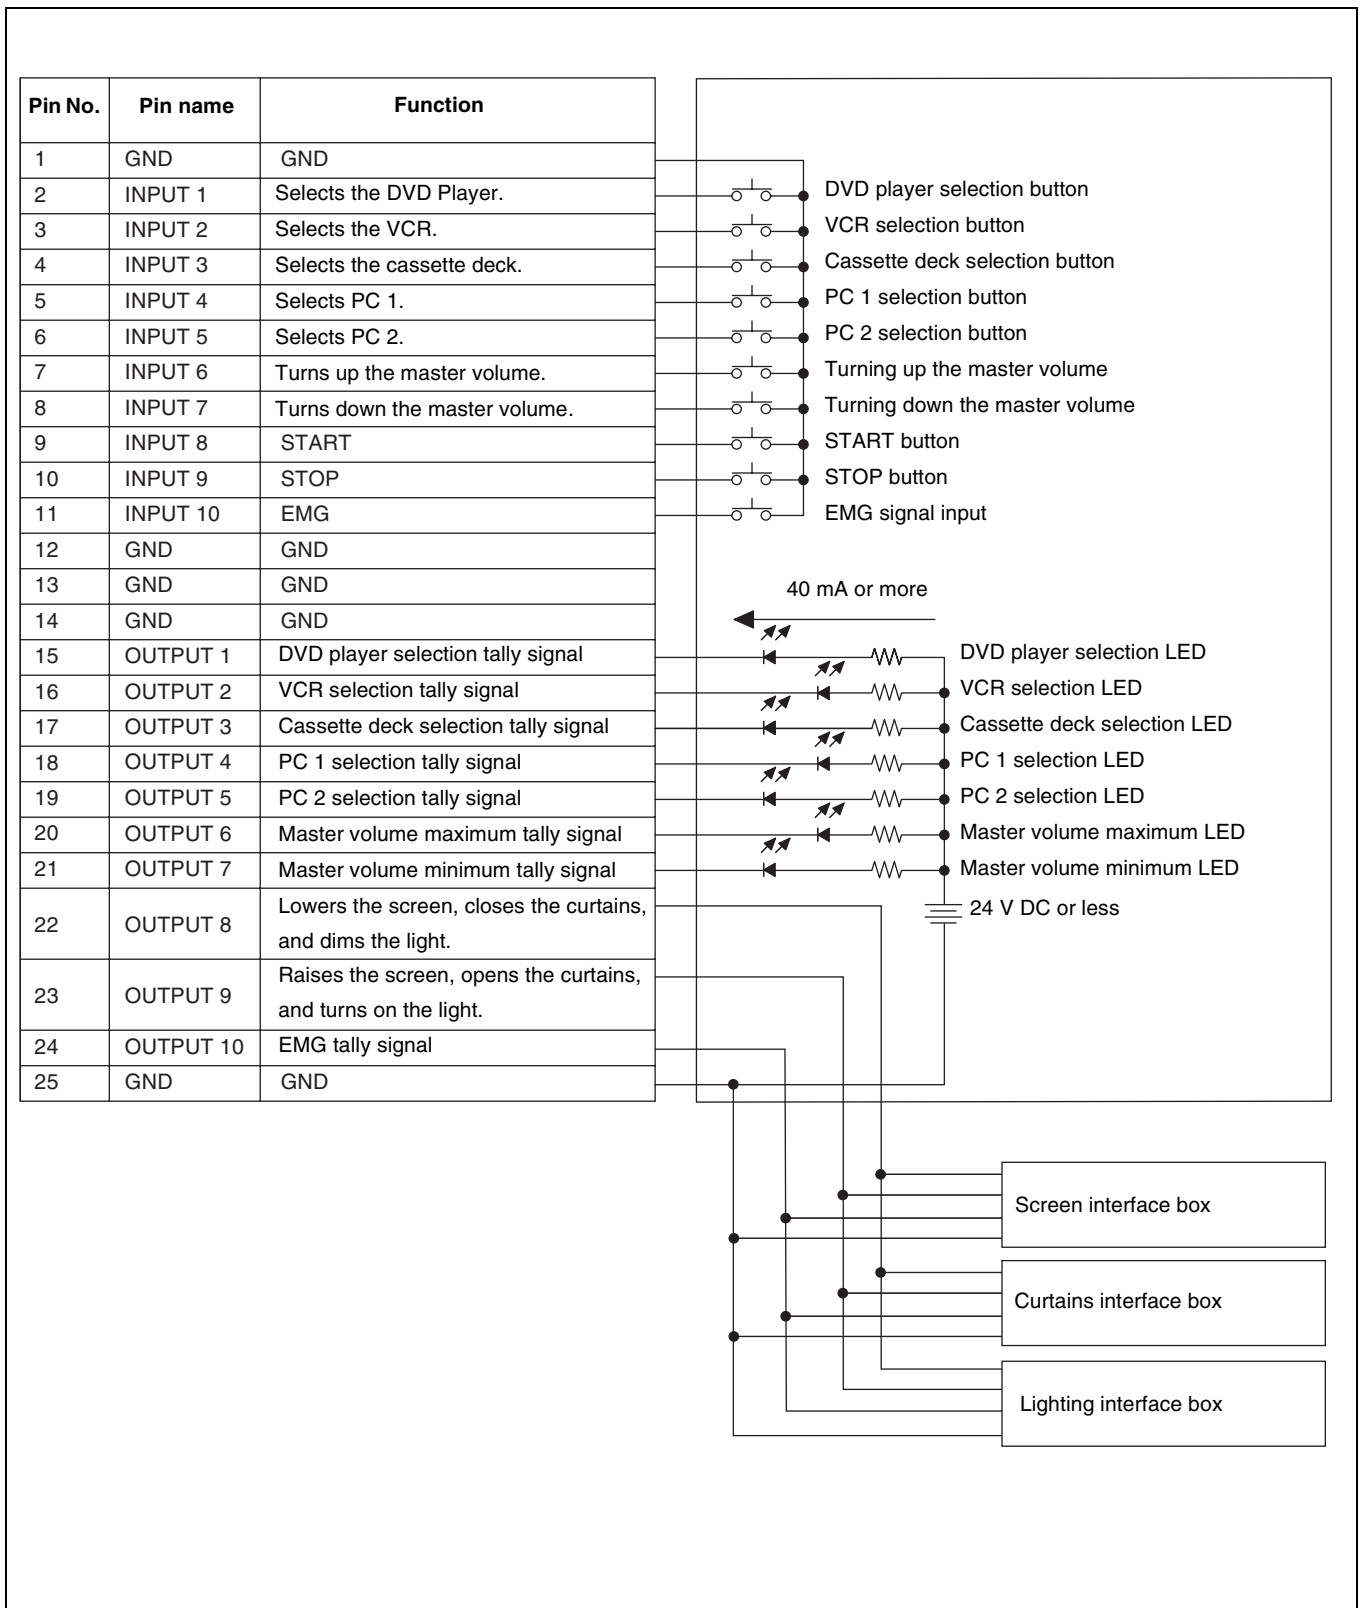 Pin No. Pin name Function
1 GND GND
2 INPUT 1 Selects the DVD Player. DVD player selection button
3 INPUT 2 Selects the VCR. VCR selection button
4 INPUT 3 Selects the cassette deck. Cassette deck selection button
5 INPUT 4 Selects PC 1. PC 1 selection button
6 INPUT 5 Selects PC 2. PC 2 selection button
7 INPUT 6 Turns up the master volume. Turning up the master volume
8 INPUT 7 Turns down the master volume. Turning down the master volume
9 INPUT 8 START START button
10 INPUT 9 STOP STOP button
11 INPUT 10 EMG EMG signal input
12 GND GND
13 GND GND
40 mA or more
14 GND GND
15 OUTPUT 1 DVD player selection tally signal DVD player selection LED
16 OUTPUT 2 VCR selection tally signal VCR selection LED
17 OUTPUT 3 Cassette deck selection tally signal Cassette deck selection LED
18 OUTPUT 4 PC 1 selection tally signal PC 1 selection LED
19 OUTPUT 5 PC 2 selection tally signal PC 2 selection LED
20 OUTPUT 6 Master volume maximum tally signal Master volume maximum LED
21 OUTPUT 7 Master volume minimum tally signal Master volume minimum LED
22 OUTPUT 8 Lowers the screen, closes the curtains, 24 V DC or less
and dims the light.
23 OUTPUT 9 Raises the screen, opens the curtains,
and turns on the light.
24 OUTPUT 10 EMG tally signal
25 GND GND
Screen interface box
Curtains interface box
Lighting interface box